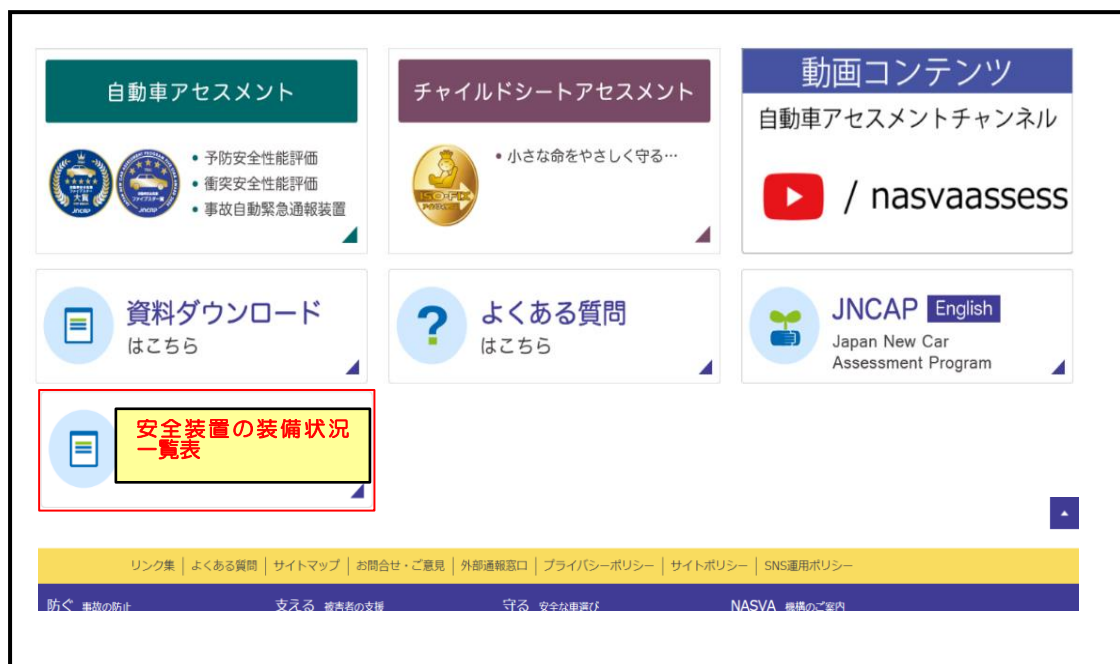 自動車アセスメント
大賞
JNCAP
JNCAP
• 予防安全性能評価
• 衝突安全性能評価
• 事故自動緊急通報装置
チャイルドシートアセスメント
ISO-FIX
• 小さな命をやさしく守る…
動画コンテンツ
自動車アセスメントチャンネル
/ nasvaassess
資料ダウンロード
はこちら
?
よくある質問
はこちら
JNCAP English
Japan New Car
Assessment Program
安全装置の装備状況
一覧表
リンク集 | よくある質問 | サイトマップ | お問合せ・ご意見 | 外部通報窓口 | プライバシーポリシー | サイトポリシー | SNS運用ポリシー
防ぐ 事故の防止
支える 被害者の支援
守る 安全な車選び
NASVA 機構のご案内